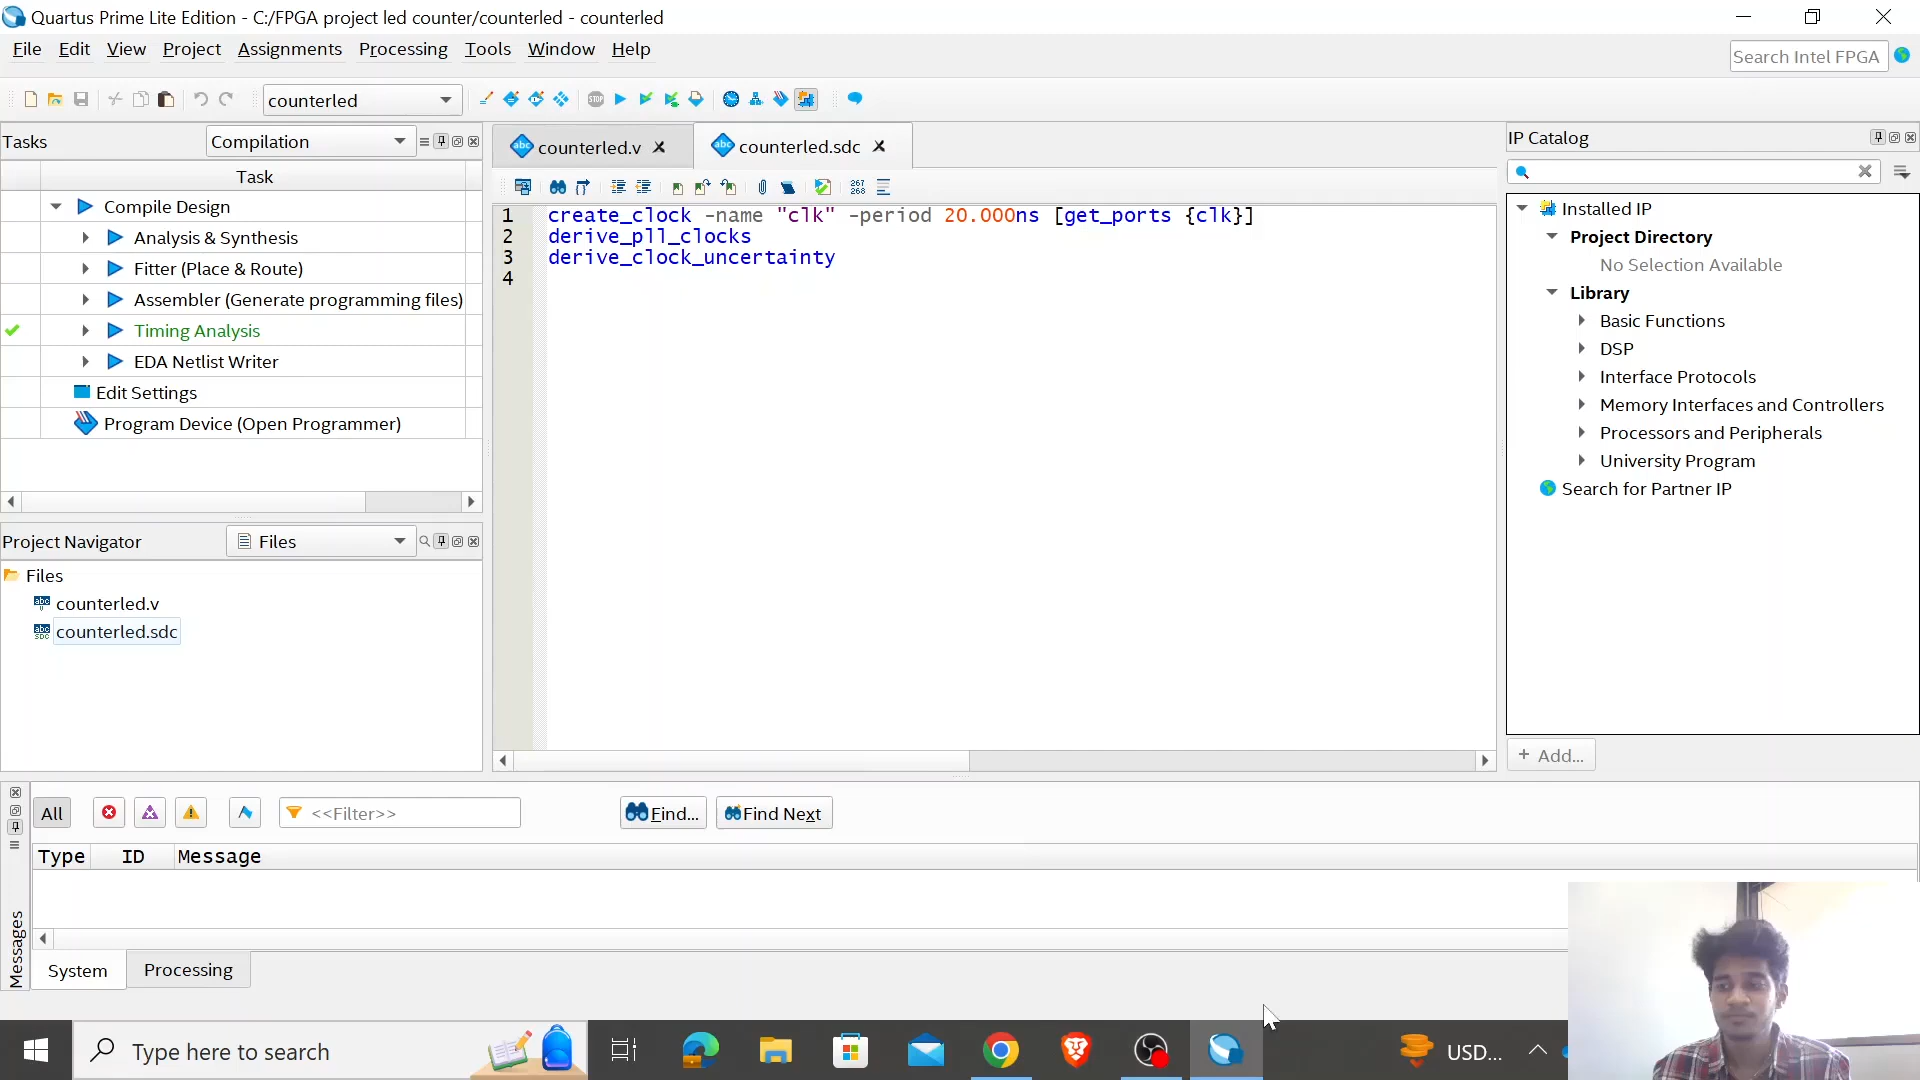 Quartus Prime Lite Edition - C:/FPGA project led counter/counterled - counterled
File Edit View Project Assignments Processing Tools Window Help
Search Intel FPGA
counterled
Tasks
Compilation
Task
Compile Design
Analysis & Synthesis
Fitter (Place & Route)
Assembler (Generate programming files)
Timing Analysis
EDA Netlist Writer
Edit Settings
Program Device (Open Programmer)
Project Navigator
Files
Files
counterled.v
counterled.sdc
counterled.v
counterled.sdc
267
268
1 create_clock -name "clk" -period 20.000ns [get_ports {clk}]
2 derive_pll_clocks
3 derive_clock_uncertainty
4
IP Catalog
Installed IP
Project Directory
No Selection Available
Library
Basic Functions
DSP
Interface Protocols
Memory Interfaces and Controllers
Processors and Peripherals
University Program
Search for Partner IP
+ Add...
All
<<Filter>>
Find...
Find Next
Type ID Message
Messages
System
Processing
Type here to search
USD...